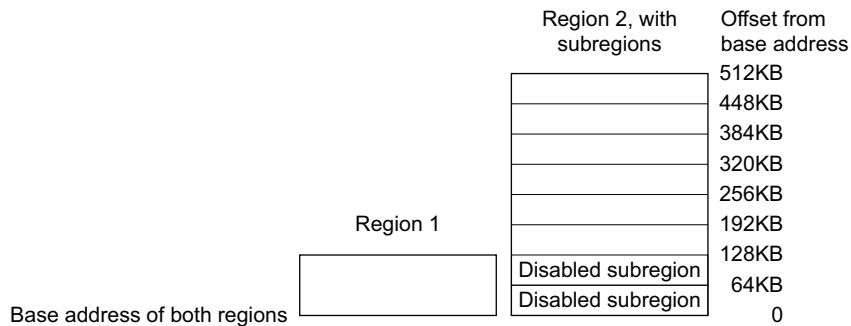 Region 2, with
subregions
Offset from
base address
512KB
448KB
384KB
320KB
256KB
192KB
Region 1
128KB
Disabled subregion
64KB
Disabled subregion
Base address of both regions
0